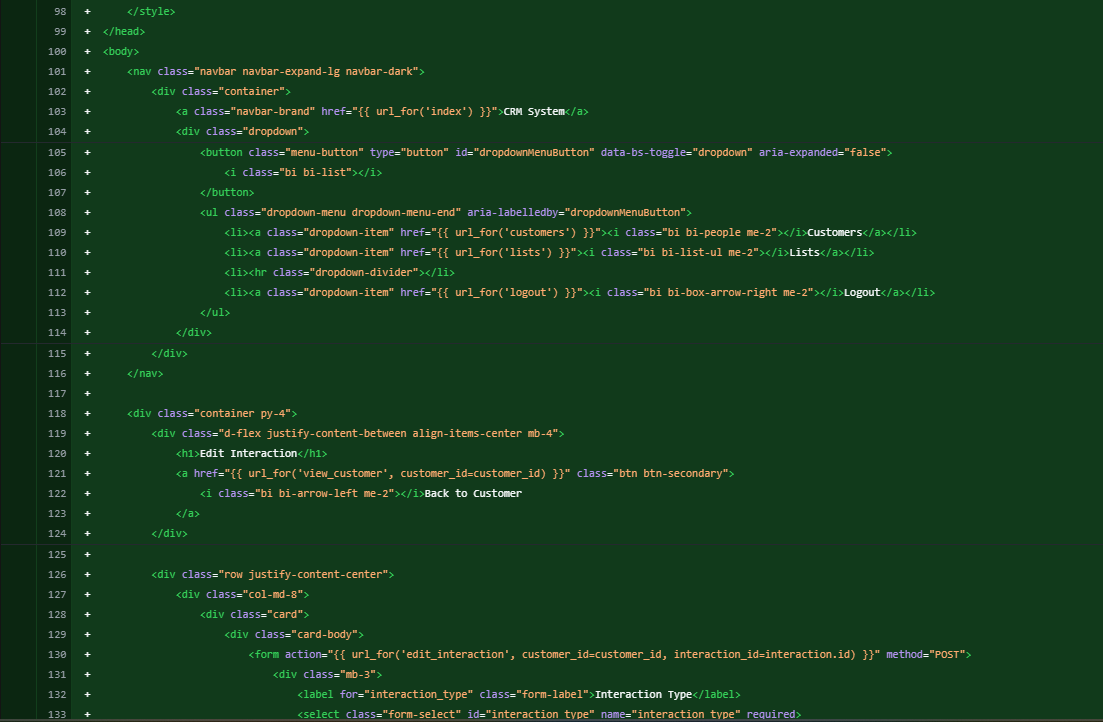 98 + </style>
99 + </head>
100 + <body>
101 + <nav class="navbar navbar-expand-lg navbar-dark">
102 + <div class="container">
103 + <a class="navbar-brand" href="{{ url_for('index') }}">CRM System</a>
104 + <div class="dropdown">
105 + <button class="menu-button" type="button" id="dropdownMenuButton" data-bs-toggle="dropdown" aria-expanded="false">
106 + <i class="bi bi-list"></i>
107 + </button>
108 + <ul class="dropdown-menu dropdown-menu-end" aria-labelledby="dropdownMenuButton">
109 + <li><a class="dropdown-item" href="{{ url_for('customers') }}"><i class="bi bi-people me-2"></i>Customers</a></li>
110 + <li><a class="dropdown-item" href="{{ url_for('lists') }}"><i class="bi bi-list-ul me-2"></i>Lists</a></li>
111 + <li><hr class="dropdown-divider"></li>
112 + <li><a class="dropdown-item" href="{{ url_for('logout') }}"><i class="bi bi-box-arrow-right me-2"></i>Logout</a></li>
113 + </ul>
114 + </div>
115 + </div>
116 + </nav>
117 +
118 + <div class="container py-4">
119 + <div class="d-flex justify-content-between align-items-center mb-4">
120 + <h1>Edit Interaction</h1>
121 + <a href="{{ url_for('view_customer', customer_id=customer_id) }}" class="btn btn-secondary">
122 + <i class="bi bi-arrow-left me-2"></i>Back to Customer
123 + </a>
124 + </div>
125 +
126 + <div class="row justify-content-center">
127 + <div class="col-md-8">
128 + <div class="card">
129 + <div class="card-body">
130 + <form action="{{ url_for('edit_interaction', customer_id=customer_id, interaction_id=interaction.id) }}" method="POST">
131 + <div class="mb-3">
132 + <label for="interaction_type" class="form-label">Interaction Type</label>
133 + <select class="form-select" id="interaction_type" name="interaction_type" required>